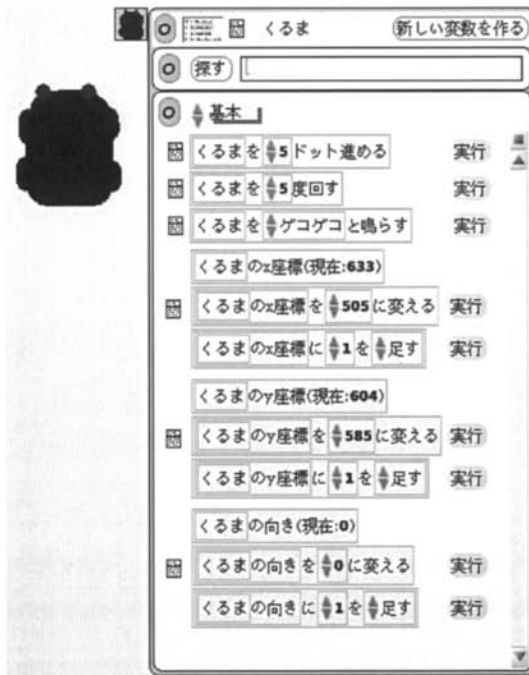 くるま 新しい変数を作る
探す
基本
くるまを5ドット進める 実行
くるまを5度回す 実行
くるまをゲコゲコと鳴らす 実行
くるまのx座標(現在:633)
くるまのx座標を505に変える 実行
くるまのx座標に1を足す 実行
くるまのy座標(現在:604)
くるまのy座標を585に変える 実行
くるまのy座標に1を足す 実行
くるまの向き(現在:0)
くるまの向きを0に変える 実行
くるまの向きに1を足す 実行